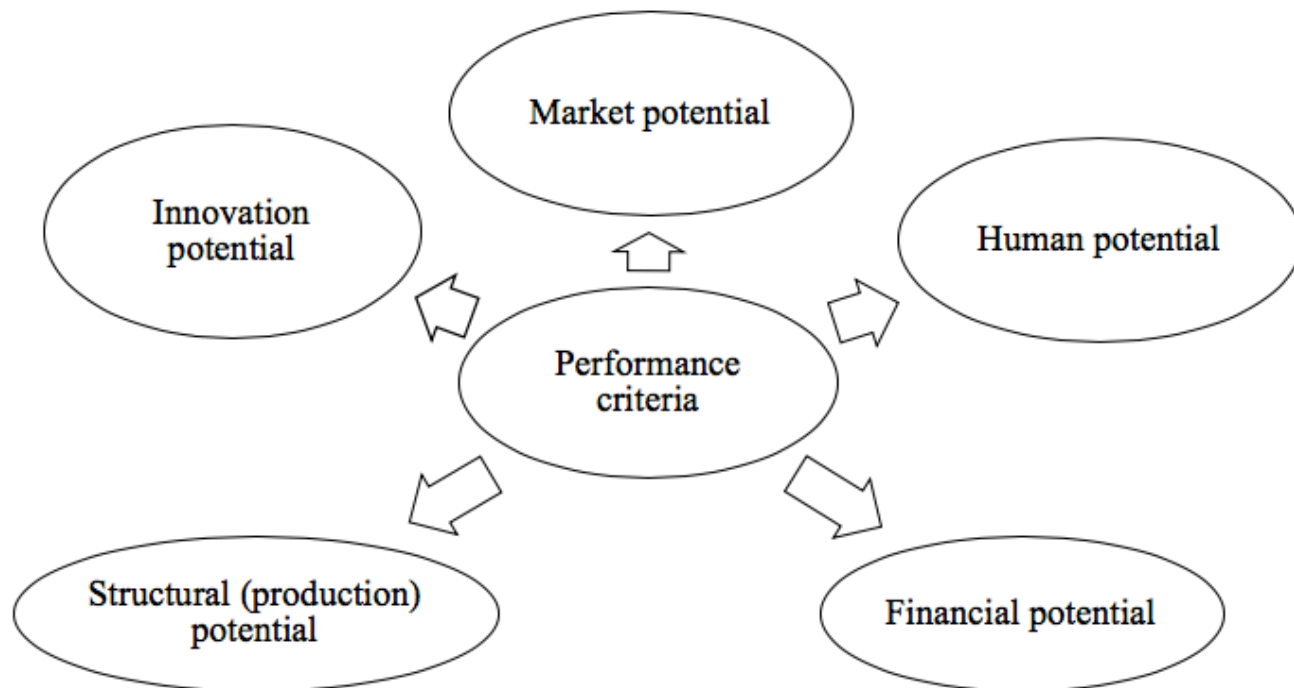 Market potential
Innovation
potential
Human potential
Performance
criteria
Structural (production)
potential
Financial potential